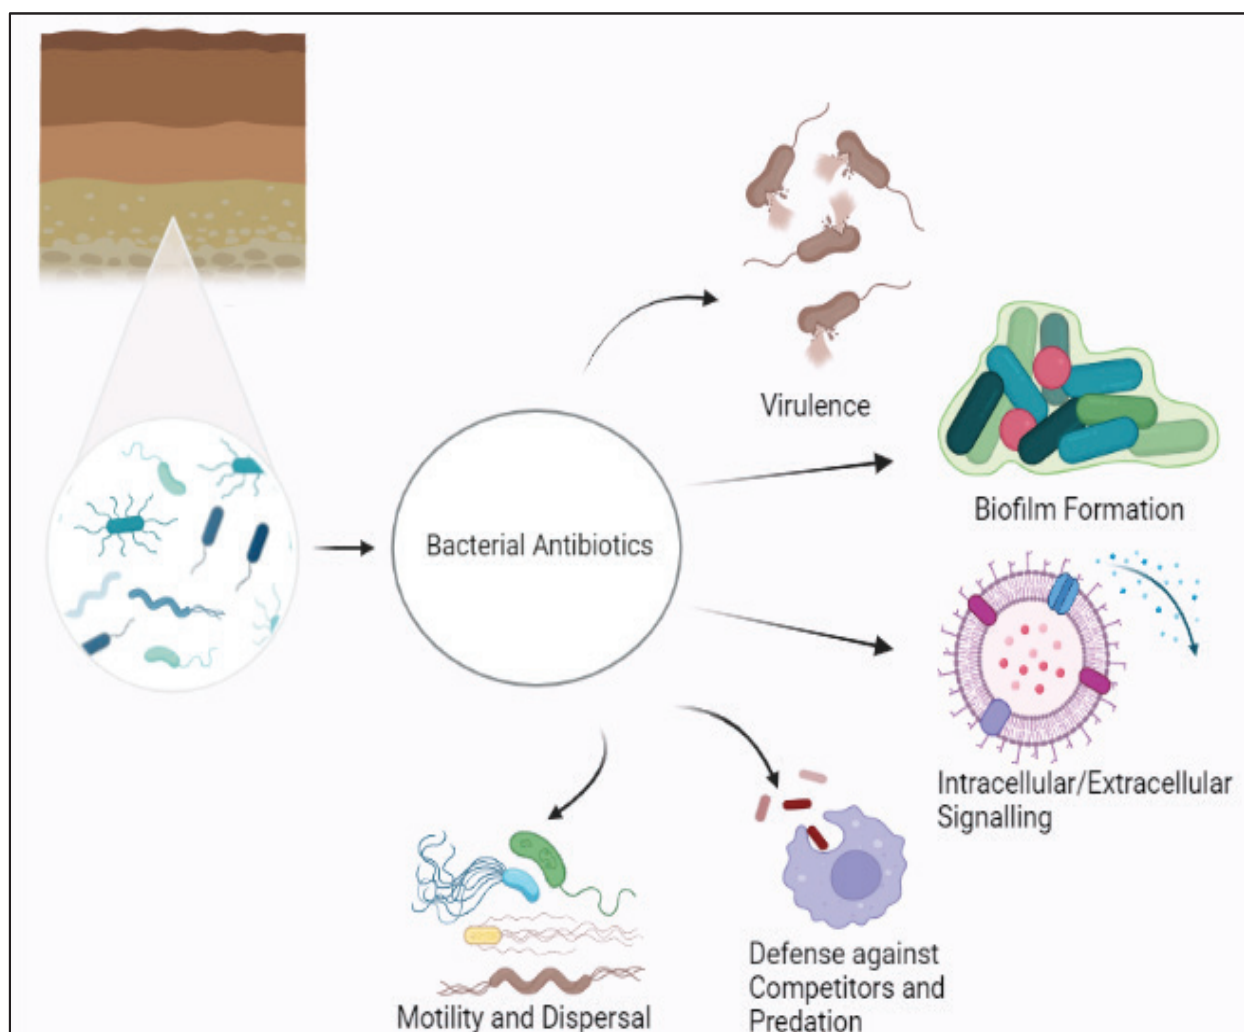 Virulence
Biofilm Formation
Bacterial Antibiotics
Intracellular/Extracellular
Signalling
Defense against
Competitors and
Predation
Motility and Dispersal